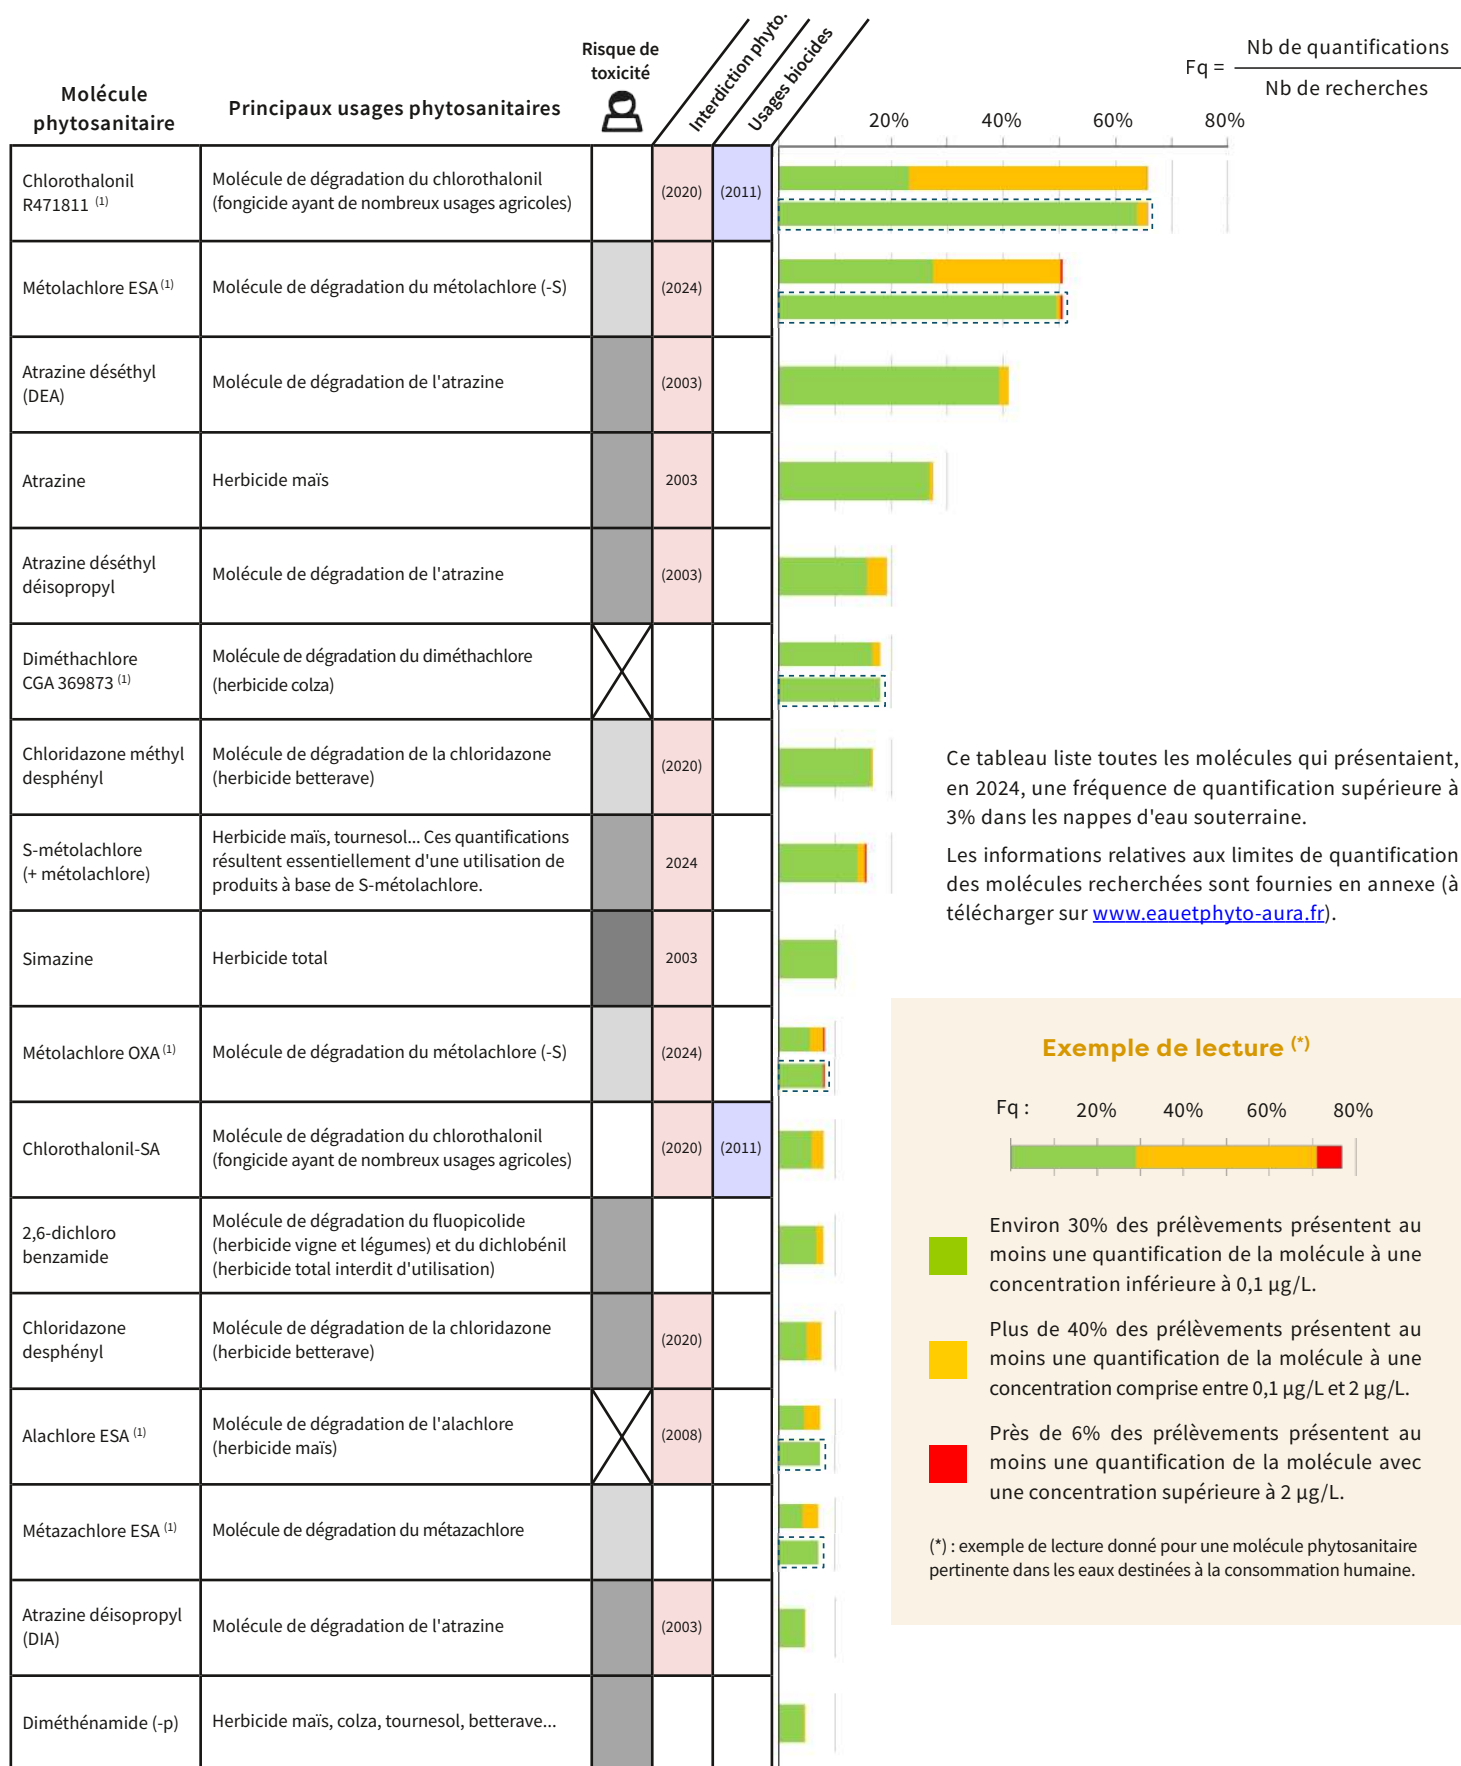 Risque de
toxicité
Interdiction phyto.
Usages biocides
Molécule
phytosanitaire
Principaux usages phytosanitaires
Fq =
Nb de quantifications
Nb de recherches
20% 40% 60% 80%
Chlorothalonil
R471811 (1)
Molécule de dégradation du chlorothalonil
(fongicide ayant de nombreux usages agricoles)
(2020) (2011)
Métolachlore ESA (1)
Molécule de dégradation du métolachlore (-S)
(2024)
Atrazine déséthyl
(DEA)
Molécule de dégradation de l'atrazine
(2003)
Atrazine
Herbicide maïs
2003
Atrazine déséthyl
déisopropyl
Molécule de dégradation de l'atrazine
(2003)
Diméthachlore
CGA 369873 (1)
Molécule de dégradation du diméthachlore
(herbicide colza)
Chloridazone méthyl
desphényl
Molécule de dégradation de la chloridazone
(herbicide betterave)
(2020)
S-métolachlore
(+ métolachlore)
Herbicide maïs, tournesol... Ces quantifications
résultent essentiellement d'une utilisation de
produits à base de S-métolachlore.
2024
Simazine
Herbicide total
2003
Métolachlore OXA (1)
Molécule de dégradation du métolachlore (-S)
(2024)
Chlorothalonil-SA
Molécule de dégradation du chlorothalonil
(fongicide ayant de nombreux usages agricoles)
(2020) (2011)
2,6-dichloro
benzamide
Molécule de dégradation du fluopicolide
(herbicide vigne et légumes) et du dichlobénil
(herbicide total interdit d'utilisation)
Chloridazone
desphényl
Molécule de dégradation de la chloridazone
(herbicide betterave)
(2020)
Alachlore ESA (1)
Molécule de dégradation de l'alachlore
(herbicide maïs)
(2008)
Métazachlore ESA (1)
Molécule de dégradation du métazachlore
Atrazine déisopropyl
(DIA)
Molécule de dégradation de l'atrazine
(2003)
Diméthénamide (-p)
Herbicide maïs, colza, tournesol, betterave...
Ce tableau liste toutes les molécules qui présentaient,
en 2024, une fréquence de quantification supérieure à
3% dans les nappes d'eau souterraine.
Les informations relatives aux limites de quantification
des molécules recherchées sont fournies en annexe (à
télécharger sur www.eauetphyto-aura.fr).
Exemple de lecture (*)
Fq : 20% 40% 60% 80%
Environ 30% des prélèvements présentent au
moins une quantification de la molécule à une
concentration inférieure à 0,1 µg/L.
Plus de 40% des prélèvements présentent au
moins une quantification de la molécule à une
concentration comprise entre 0,1 µg/L et 2 µg/L.
Près de 6% des prélèvements présentent au
moins une quantification de la molécule avec
une concentration supérieure à 2 µg/L.
(*) : exemple de lecture donné pour une molécule phytosanitaire
pertinente dans les eaux destinées à la consommation humaine.